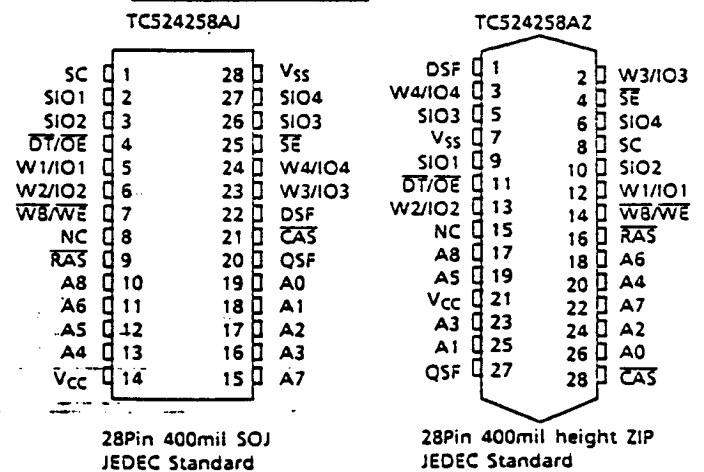 TC524258AJ TC524258AZ
SC 1 28 VSS
SIO1 2 27 SIO4
SIO2 3 26 SIO3
DT/OE 4 25 SE
W1/IO1 5 24 W4/IO4
W2/IO2 6 23 W3/IO3
WB/WE 7 22 DSF
NC 8 21 CAS
RAS 9 20 QSF
A8 10 19 A0
A6 11 18 A1
A5 12 17 A2
A4 13 16 A3
VCC 14 15 A7
28Pin 400mil SOJ
JEDEC Standard
DSF 1 2 W3/IO3
W4/IO4 3 4 SE
SIO3 5 6 SIO4
VSS 7 8 SC
SIO1 9 10 SIO2
DT/OE 11 12 W1/IO1
W2/IO2 13 14 WB/WE
NC 15 16 RAS
A8 17 18 A6
A5 19 20 A4
VCC 21 22 A7
A3 23 24 A2
A1 25 26 A0
QSF 27 28 CAS
28Pin 400mil height ZIP
JEDEC Standard